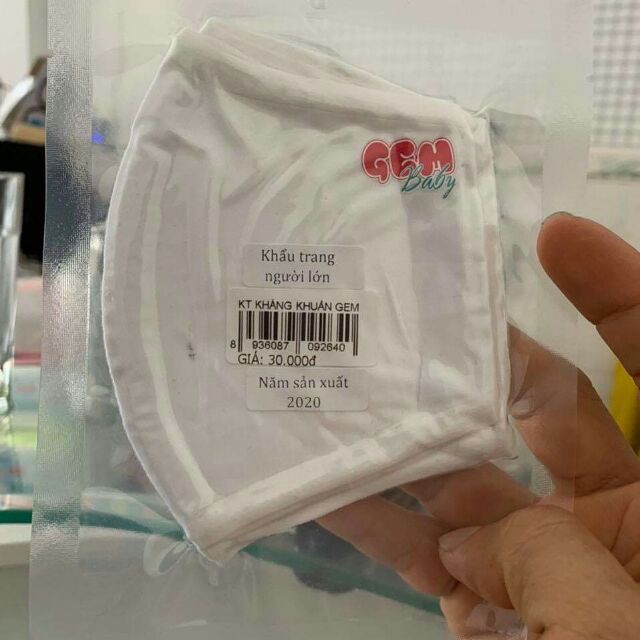 GEM
Baby
Khẩu trang
người lớn
KT KHÁNG KHUẨN GEM
8 936087 092640
GIÁ: 30.000đ
Năm sản xuất
2020